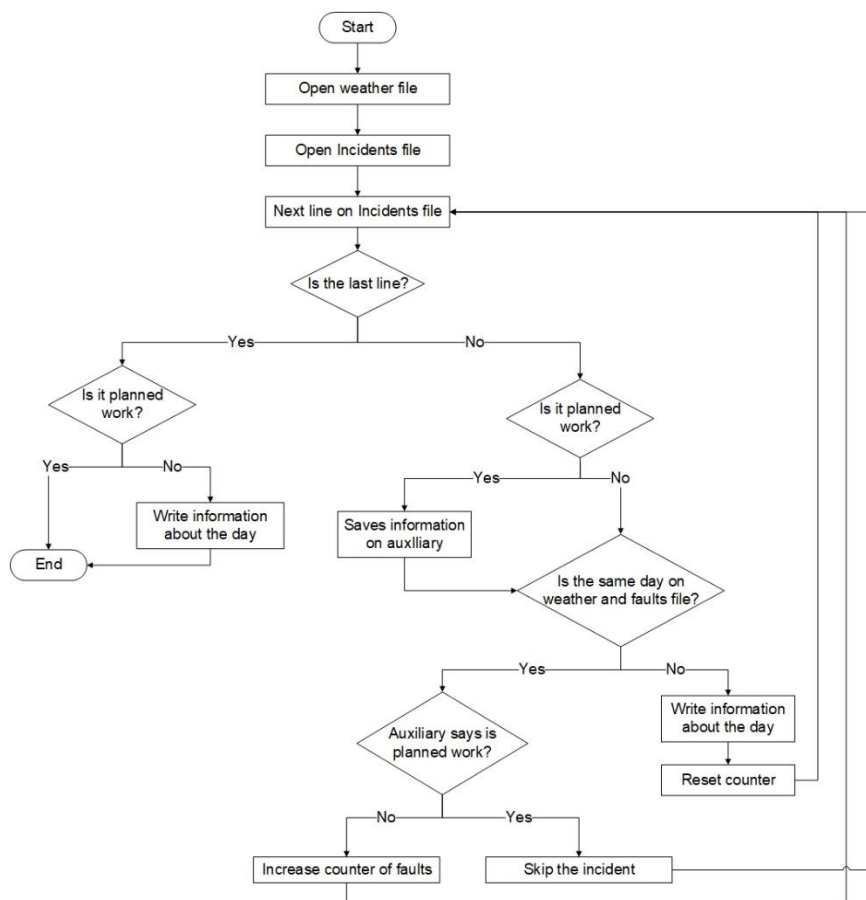 Start
Open weather file
Open Incidents file
Next line on Incidents file
Is the last line?
Yes
No
Is it planned
work?
Is it planned
work?
Yes
No
Yes
No
Write information
about the day
Saves information
on auxllliary
End
Is the same day on
weather and faults file?
Yes
No
Auxiliary says is
planned work?
Write information
about the day
Reset counter
No
Yes
Increase counter of faults
Skip the incident